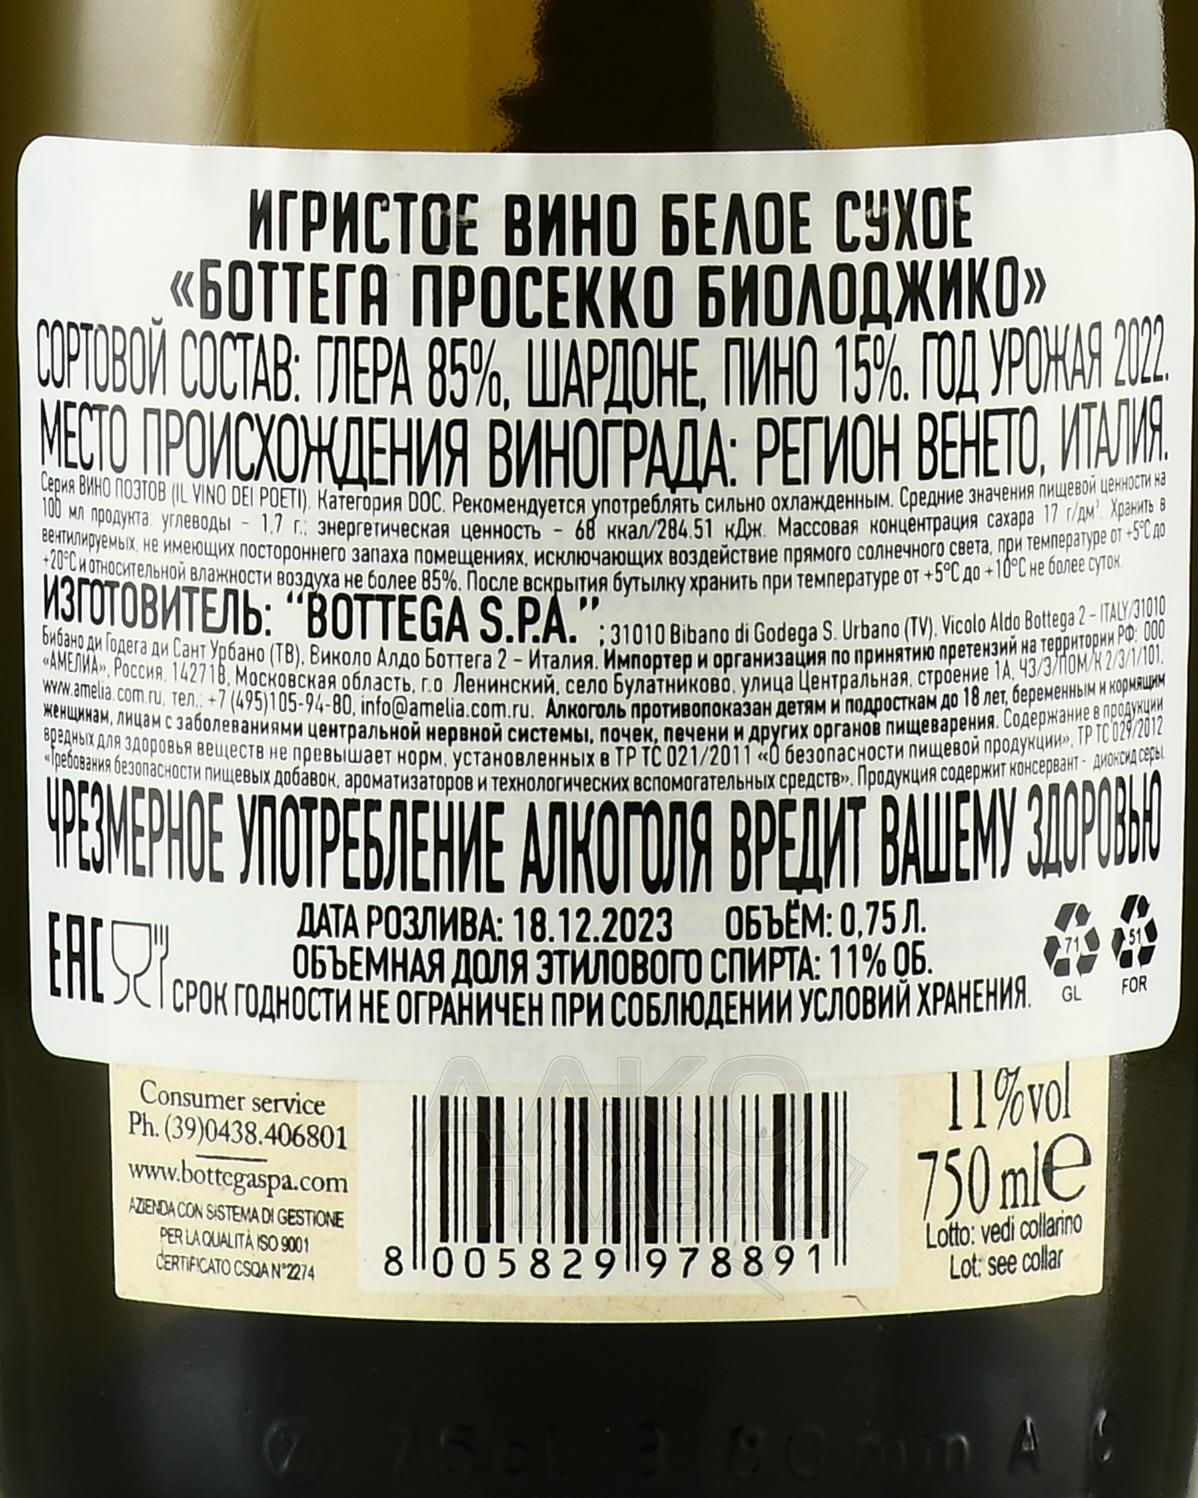 ИГРИСТОЕ ВИНО БЕЛОЕ СУХОЕ
«БОТТЕГА ПРОСЕККО БИОЛОДЖИКО»
СОРТОВОЙ СОСТАВ: ГЛЕРА 85%, ШАРДОНЕ, ПИНО 15%. ГОД УРОЖАЯ 2022.
МЕСТО ПРОИСХОЖДЕНИЯ ВИНОГРАДА: РЕГИОН ВЕНЕТО, ИТАЛИЯ.
Серия ВИНО ПОЭТОВ (IL VINO DEI POETI). Категория DOC. Рекомендуется употреблять сильно охлажденным. Средние значения пищевой ценности на
100 мл продукта: углеводы – 1,7 г.; энергетическая ценность – 68 ккал/284.51 кДж. Массовая концентрация сахара 17 г/дм³. Хранить в
вентилируемых, не имеющих постороннего запаха помещениях, исключающих воздействие прямого солнечного света, при температуре от +5°C до
+20°C и относительной влажности воздуха не более 85%. После вскрытия бутылку хранить при температуре от +5°C до +10°C не более суток.
ИЗГОТОВИТЕЛЬ: “BOTTEGA S.P.A.”; 31010 Bibano di Godega S. Urbano (TV), Vicolo Aldo Bottega 2 – ITALY/31010
Бибано ди Годега ди Сант Урбано (ТВ), Виколо Алдо Боттега 2 – Италия. Импортер и организация по принятию претензий на территории РФ: ООО
«АМЕЛИА», Россия, 142718, Московская область, г.о. Ленинский, село Булатниково, улица Центральная, строение 1А, ЧЗ/Э/ПОМ/К 2/3/1/101,
www.amelia.com.ru, тел.: +7 (495)105-94-80, info@amelia.com.ru. Алкоголь противопоказан детям и подросткам до 18 лет, беременным и кормящим
женщинам, лицам с заболеваниями центральной нервной системы, почек, печени и других органов пищеварения. Содержание в продукции
вредных для здоровья веществ не превышает норм, установленных в ТР ТС 021/2011 «О безопасности пищевой продукции», ТР ТС 029/2012
«Требования безопасности пищевых добавок, ароматизаторов и технологических вспомогательных средств». Продукция содержит консервант - диоксид серы.
ЧРЕЗМЕРНОЕ УПОТРЕБЛЕНИЕ АЛКОГОЛЯ ВРЕДИТ ВАШЕМУ ЗДОРОВЬЮ
ДАТА РОЗЛИВА: 18.12.2023 ОБЪЁМ: 0,75 Л.
ОБЪЕМНАЯ ДОЛЯ ЭТИЛОВОГО СПИРТА: 11% ОБ.
EAC СРОК ГОДНОСТИ НЕ ОГРАНИЧЕН ПРИ СОБЛЮДЕНИИ УСЛОВИЙ ХРАНЕНИЯ.
71 51
GL FOR
Consumer service
Ph. (39)0438.406801
www.bottegaspa.com
AZIENDA CON SISTEMA DI GESTIONE
PER LA QUALITÀ ISO 9001
CERTIFICATO CSQA N°2274
8 005829 978891
11%vol
750 ml e
Lotto: vedi collarino
Lot: see collar
АЛКО
ПЛАЗА
75cl 3 80mm A